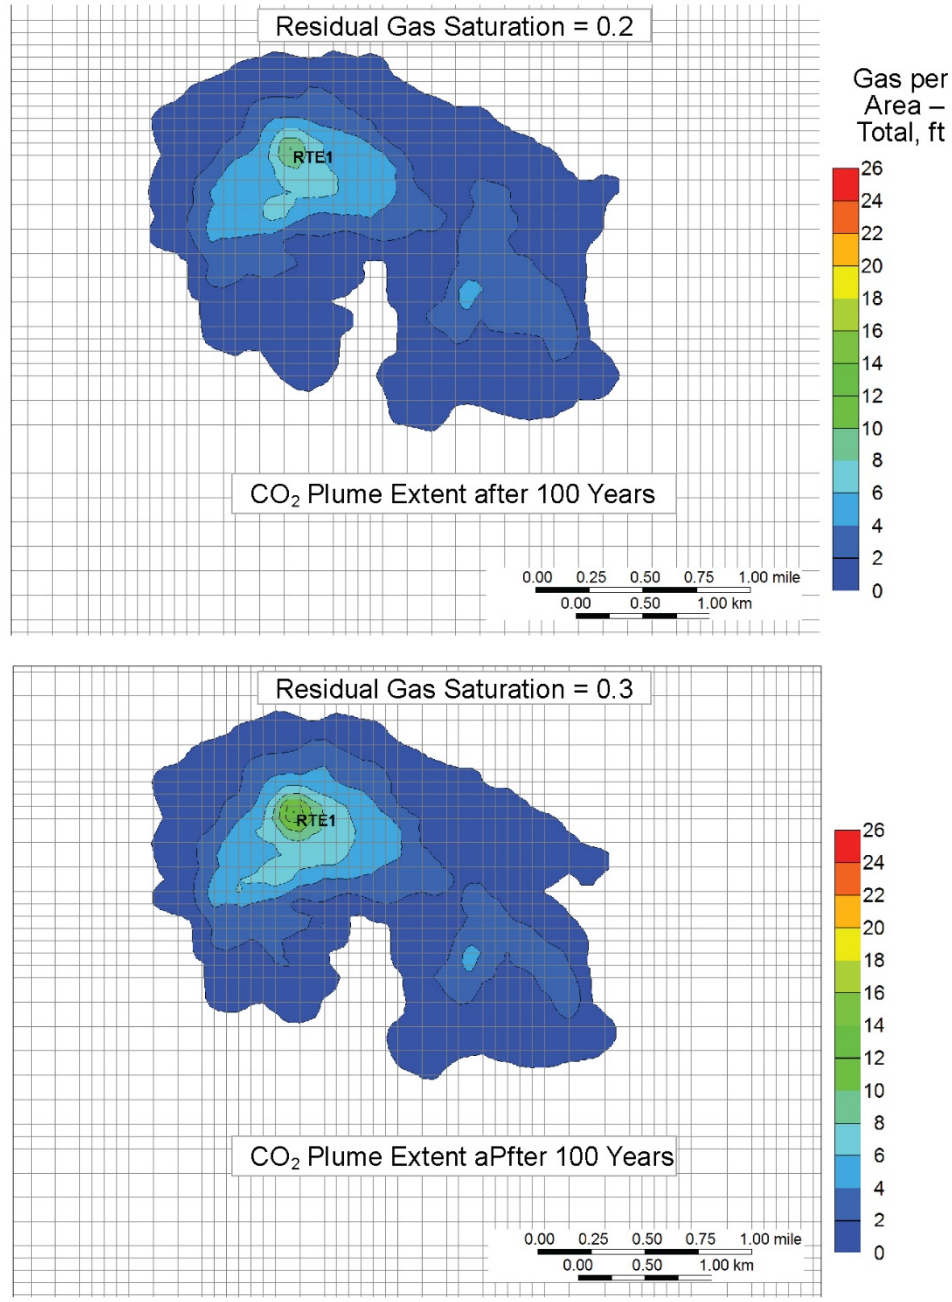 Residual Gas Saturation = 0.2
Gas per
Area –
Total, ft
RTE1
26
24
22
20
18
16
14
12
10
8
6
4
2
0
CO₂ Plume Extent after 100 Years
0.00 0.25 0.50 0.75 1.00 mile
0.00 0.50 1.00 km
Residual Gas Saturation = 0.3
RTE1
26
24
22
20
18
16
14
12
10
8
6
4
2
0
CO₂ Plume Extent aPfter 100 Years
0.00 0.25 0.50 0.75 1.00 mile
0.00 0.50 1.00 km